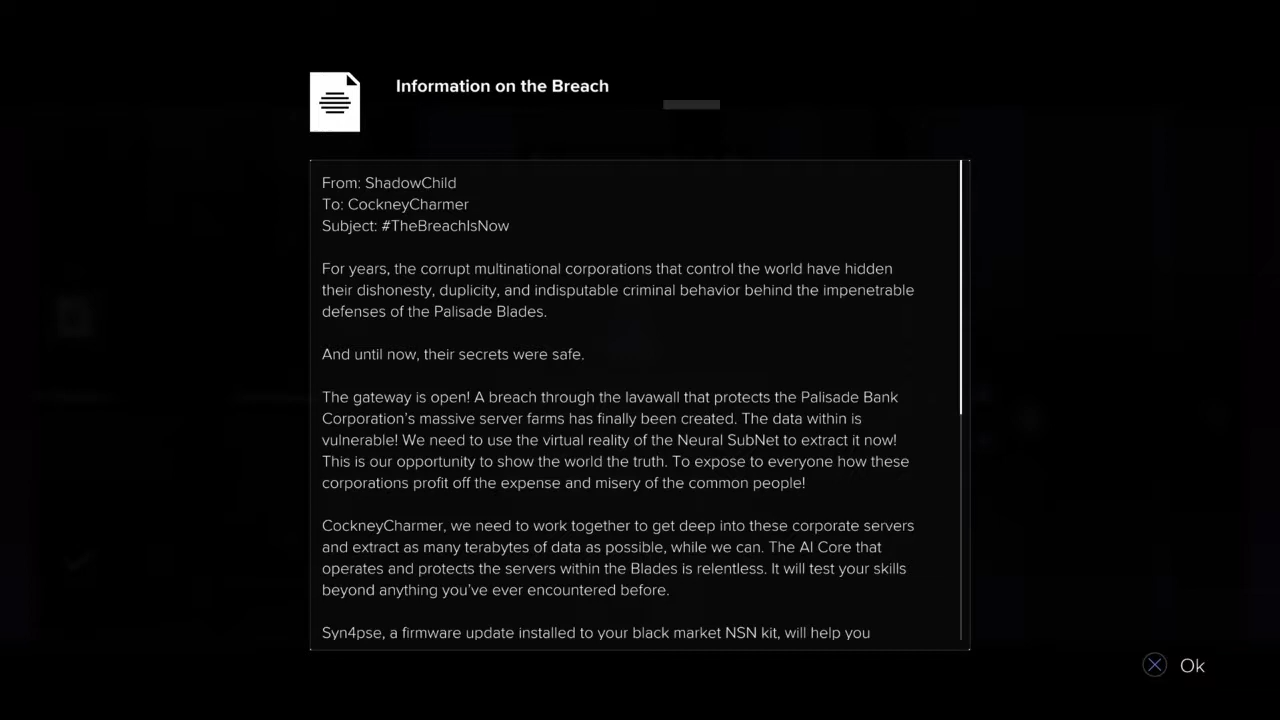 Information on the Breach
From: ShadowChild
To: CockneyCharmer
Subject: #TheBreachIsNow
For years, the corrupt multinational corporations that control the world have hidden
their dishonesty, duplicity, and indisputable criminal behavior behind the impenetrable
defenses of the Palisade Blades.
And until now, their secrets were safe.
The gateway is open! A breach through the lavawall that protects the Palisade Bank
Corporation's massive server farms has finally been created. The data within is
vulnerable! We need to use the virtual reality of the Neural SubNet to extract it now!
This is our opportunity to show the world the truth. To expose to everyone how these
corporations profit off the expense and misery of the common people!
CockneyCharmer, we need to work together to get deep into these corporate servers
and extract as many terabytes of data as possible, while we can. The AI Core that
operates and protects the servers within the Blades is relentless. It will test your skills
beyond anything you've ever encountered before.
Syn4pse, a firmware update installed to your black market NSN kit, will help you
Ok